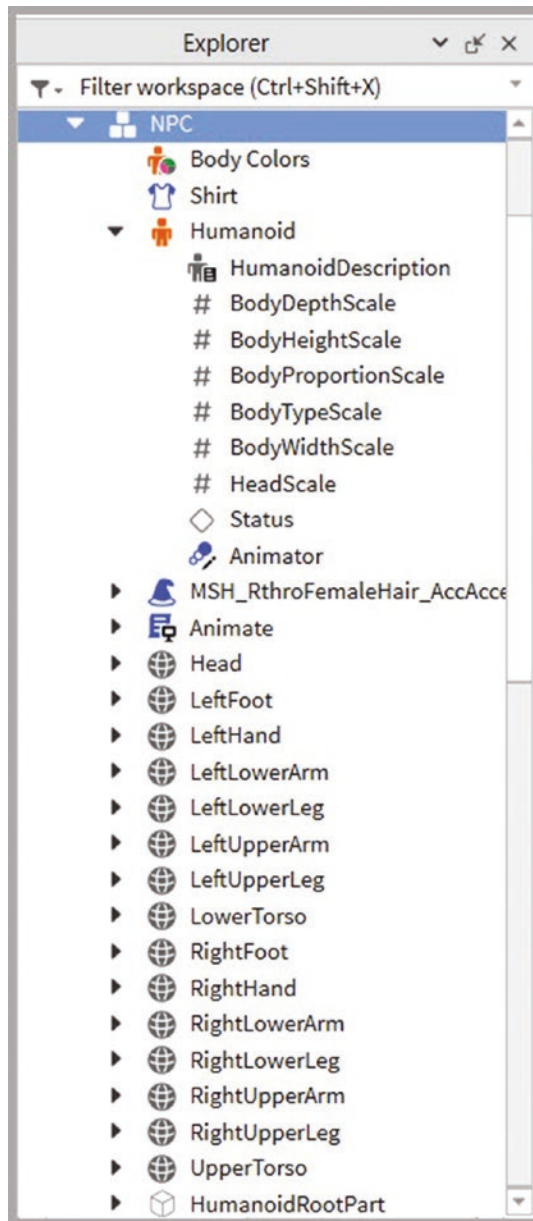 Explorer
Filter workspace (Ctrl+Shift+X)
NPC
Body Colors
Shirt
Humanoid
HumanoidDescription
# BodyDepthScale
# BodyHeightScale
# BodyProportionScale
# BodyTypeScale
# BodyWidthScale
# HeadScale
Status
Animator
MSH_RthroFemaleHair_AccAcce
Animate
Head
LeftFoot
LeftHand
LeftLowerArm
LeftLowerLeg
LeftUpperArm
LeftUpperLeg
LowerTorso
RightFoot
RightHand
RightLowerArm
RightLowerLeg
RightUpperArm
RightUpperLeg
UpperTorso
HumanoidRootPart